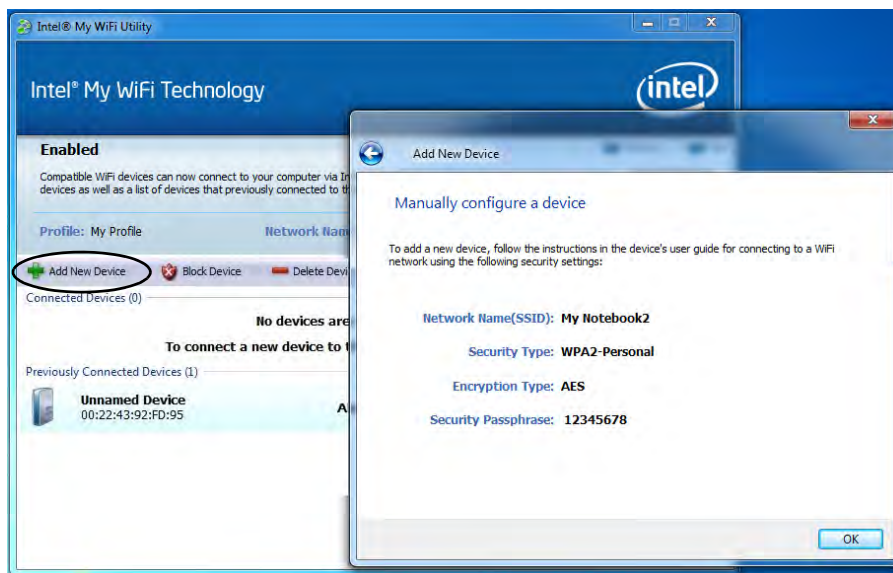 Intel® My WiFi Utility
Intel® My WiFi Technology
(intel)
Enabled
Compatible WiFi devices can now connect to your computer via
devices as well as a list of devices that previously connected to
Profile: My Profile
Network
Add New Device
Block Device
Delete
Connected Devices (0)
No devices are
To connect a new device to
Previously Connected Devices (1)
Unnamed Device
00:22:43:92:FD:95
Add New Device
Manually configure a device
To add a new device, follow the instructions in the device's user guide for connecting to a WiFi
network using the following security settings:
Network Name(SSID): My Notebook2
Security Type: WPA2-Personal
Encryption Type: AES
Security Passphrase: 12345678
OK